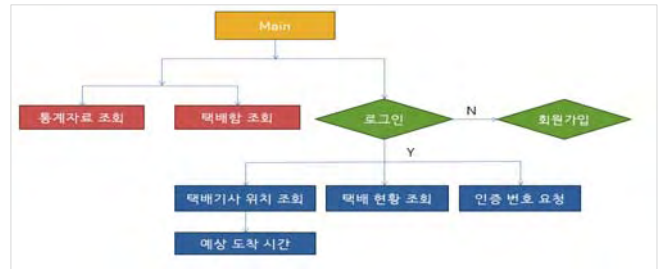 Main
통계자료 조회
택배함 조회
로그인
N
회원가입
Y
택배기사 위치 조회
택배 현황 조회
인증 번호 요청
예상 도착 시간